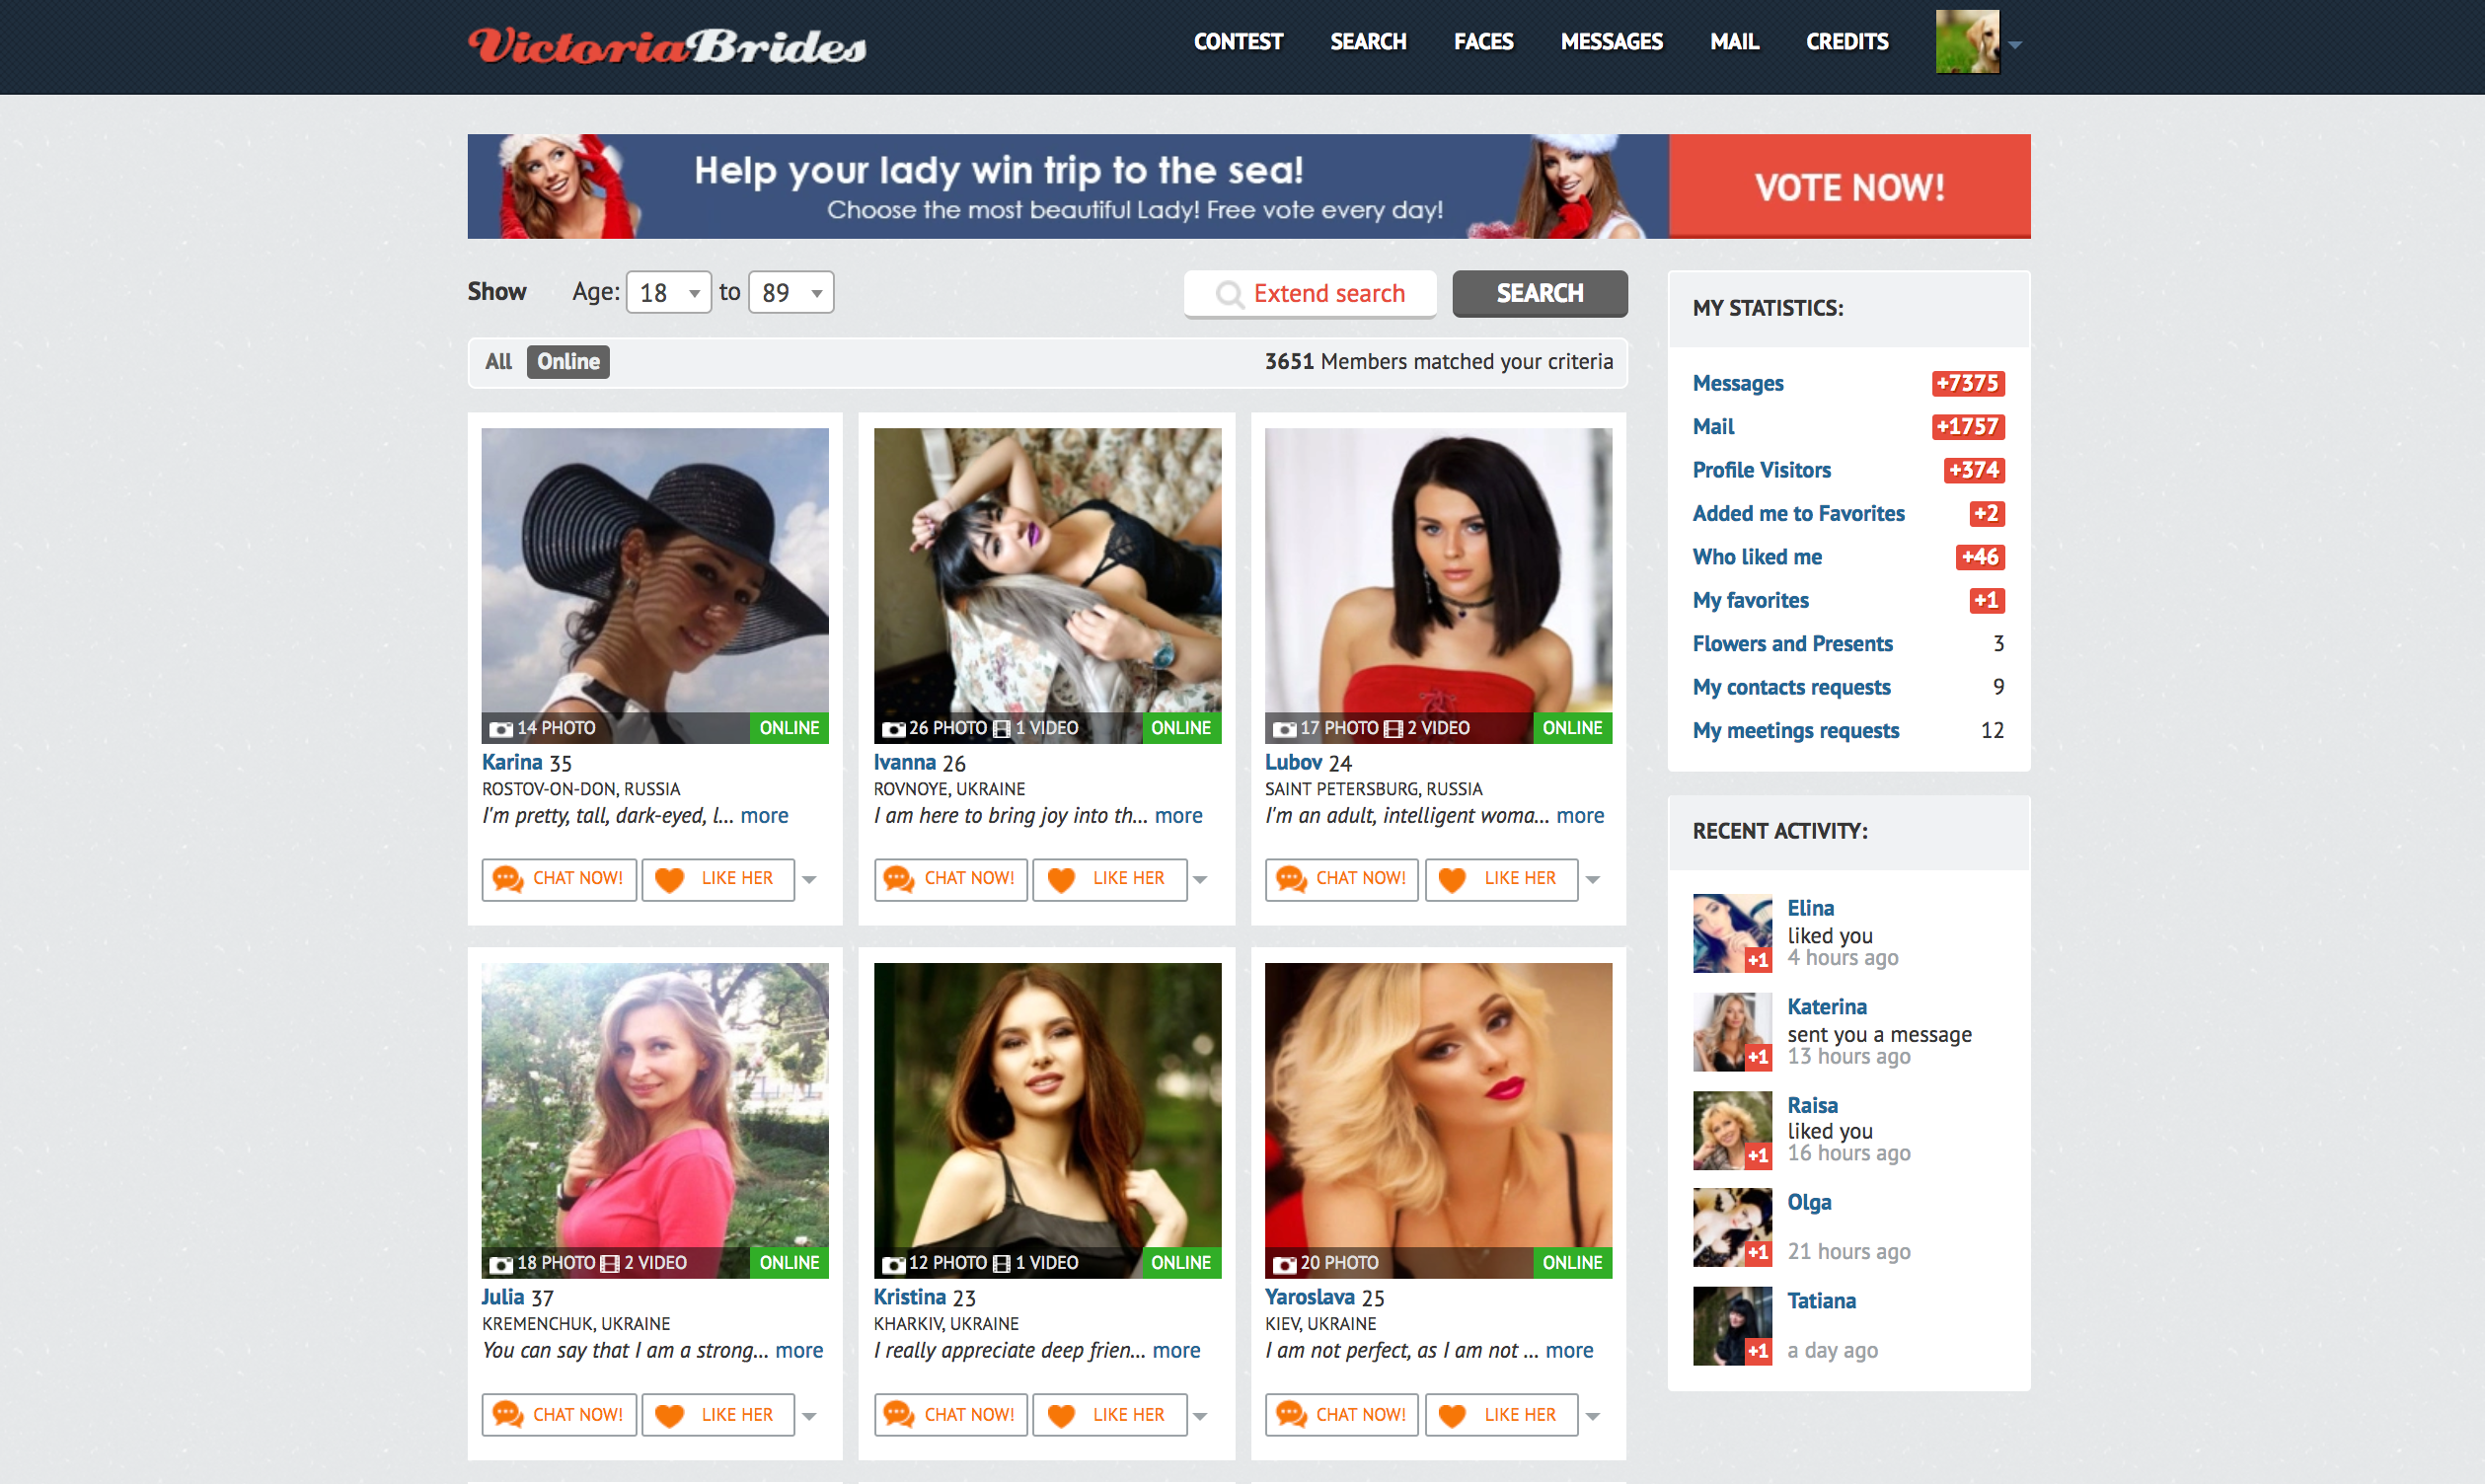 VictoriaBrides
CONTEST SEARCH FACES MESSAGES MAIL CREDITS
Help your lady win trip to the sea!
Choose the most beautiful Lady! Free vote every day!
VOTE NOW!
Show Age: 18 to 89 Extend search SEARCH
All Online 3651 Members matched your criteria
14 PHOTO ONLINE
Karina 35
ROSTOV-ON-DON, RUSSIA
I'm pretty, tall, dark-eyed, l... more
CHAT NOW! LIKE HER
26 PHOTO 1 VIDEO ONLINE
Ivanna 26
ROVNOYE, UKRAINE
I am here to bring joy into th... more
CHAT NOW! LIKE HER
17 PHOTO 2 VIDEO ONLINE
Lubov 24
SAINT PETERSBURG, RUSSIA
I'm an adult, intelligent woma... more
CHAT NOW! LIKE HER
18 PHOTO 2 VIDEO ONLINE
Julia 37
KREMENCHUK, UKRAINE
You can say that I am a strong... more
CHAT NOW! LIKE HER
12 PHOTO 1 VIDEO ONLINE
Kristina 23
KHARKIV, UKRAINE
I really appreciate deep frien... more
CHAT NOW! LIKE HER
20 PHOTO ONLINE
Yaroslava 25
KIEV, UKRAINE
I am not perfect, as I am not ... more
CHAT NOW! LIKE HER
MY STATISTICS:
Messages +7375
Mail +1757
Profile Visitors +374
Added me to Favorites +2
Who liked me +46
My favorites +1
Flowers and Presents 3
My contacts requests 9
My meetings requests 12
RECENT ACTIVITY:
Elina
liked you
+1 4 hours ago
Katerina
sent you a message
+1 13 hours ago
Raisa
liked you
+1 16 hours ago
Olga
+1 21 hours ago
Tatiana
+1 a day ago